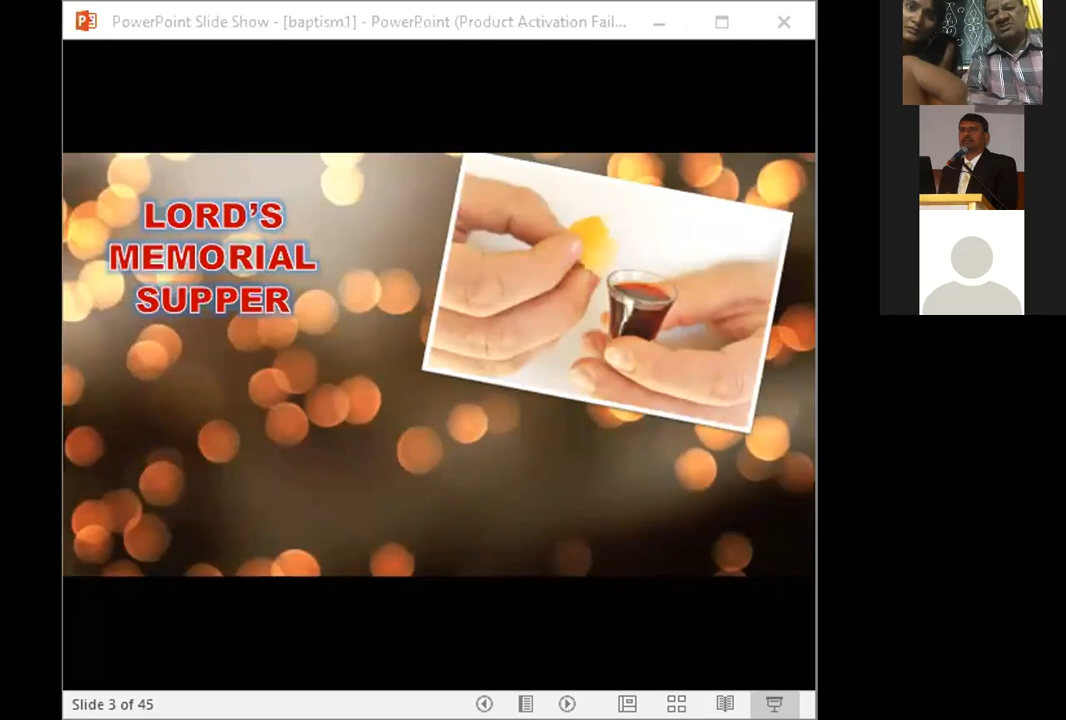 PowerPoint Slide Show - [baptism1] - PowerPoint (Product Activation Fail...
LORD'S
MEMORIAL
SUPPER
Slide 3 of 45